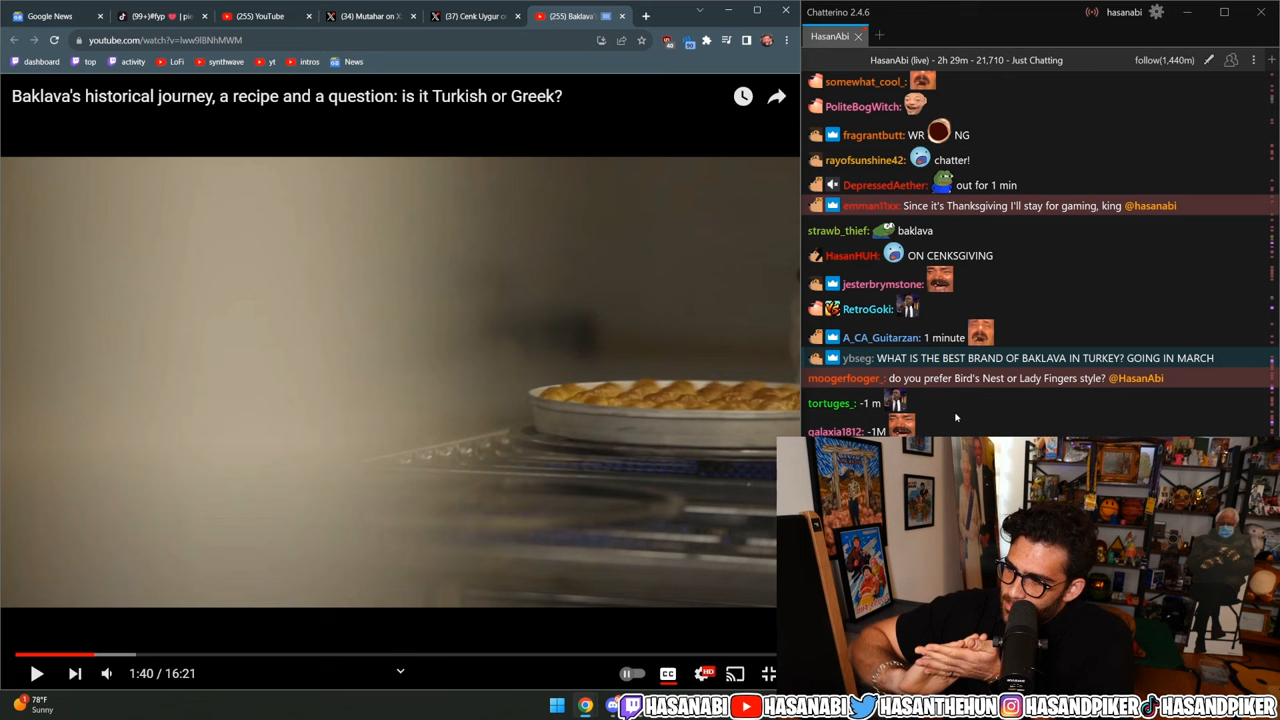 Google News
(99+)#fyp ❤ | pie
(255) YouTube
(34) Mutahar on X
(37) Cenk Uygur o
(255) Baklava'
youtube.com/watch?v=Iww9lBNhMWM
40
90
dashboard
top
activity
LoFi
synthwave
yt
intros
News
Baklava's historical journey, a recipe and a question: is it Turkish or Greek?
1:40 / 16:21
CC
HD
78°F
Sunny
Chatterino 2.4.6
hasanabi
HasanAbi
HasanAbi (live) - 2h 29m - 21,710 - Just Chatting
follow(1,440m)
somewhat_cool_:
PoliteBogWitch:
fragrantbutt: WR NG
rayofsunshine42: chatter!
DepressedAether: out for 1 min
emman11xx: Since it's Thanksgiving I'll stay for gaming, king @hasanabi
strawb_thief: baklava
HasanHUH: ON CENKSGIVING
jesterbrymstone:
RetroGoki:
A_CA_Guitarzan: 1 minute
ybseg: WHAT IS THE BEST BRAND OF BAKLAVA IN TURKEY? GOING IN MARCH
moogerfooger_: do you prefer Bird's Nest or Lady Fingers style? @HasanAbi
tortuges_: -1 m
galaxia1812: -1M
HASANABI
HASANABI
HASANTHEHUN
HASANDPIKER
HASANDPIKER